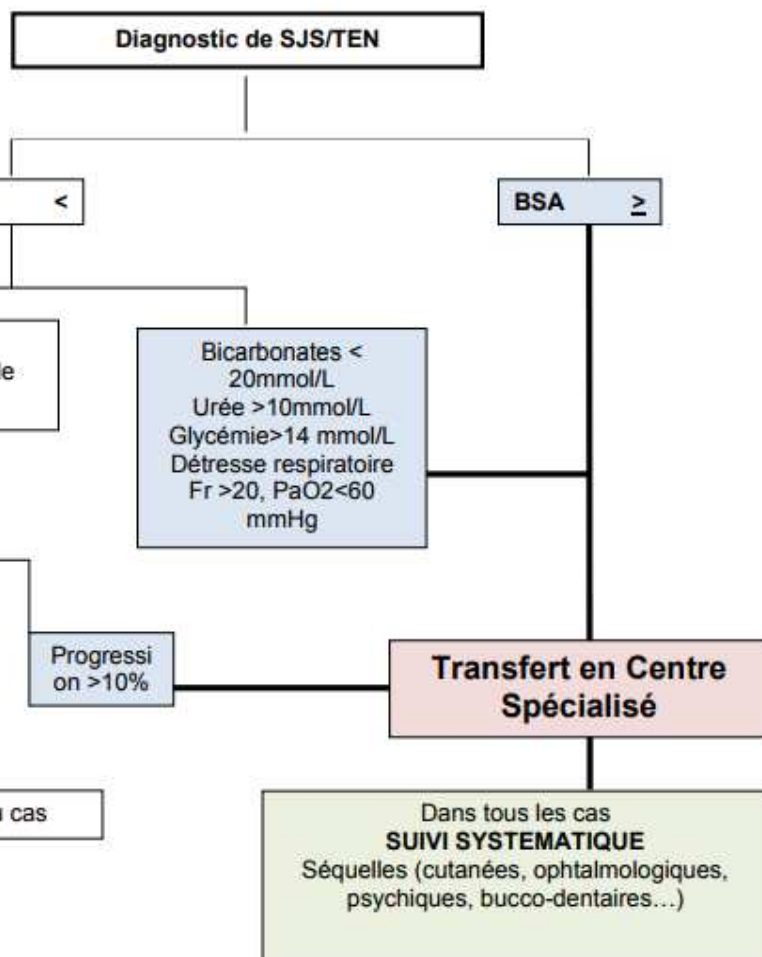 Diagnostic de SJS/TEN
<
BSA ≥
Bicarbonates <
20mmol/L
Urée >10mmol/L
Glycémie>14 mmol/L
Détresse respiratoire
Fr >20, PaO2<60
mmHg
Progressi
on >10%
Transfert en Centre
Spécialisé
cas
Dans tous les cas
SUIVI SYSTEMATIQUE
Séquelles (cutanées, ophtalmologiques,
psychiques, bucco-dentaires…)